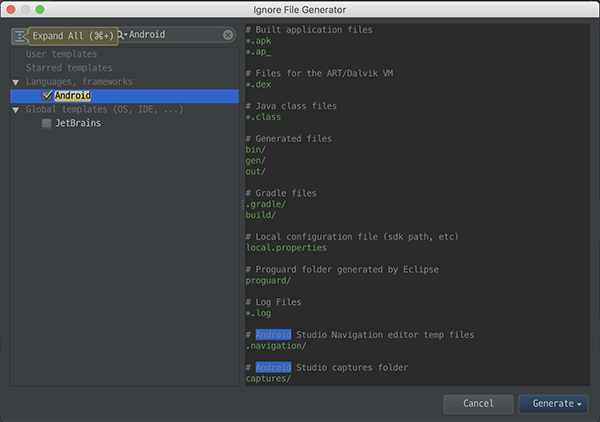 Ignore File Generator
Expand All (⌘+)
Android
User templates
Starred templates
Languages, frameworks
Android
Global templates (OS, IDE, ...)
JetBrains
# Built application files
*.apk
*.ap_
# Files for the ART/Dalvik VM
*.dex
# Java class files
*.class
# Generated files
bin/
gen/
out/
# Gradle files
.gradle/
build/
# Local configuration file (sdk path, etc)
local.properties
# Proguard folder generated by Eclipse
proguard/
# Log Files
*.log
# Android Studio Navigation editor temp files
.navigation/
# Android Studio captures folder
captures/
Cancel
Generate